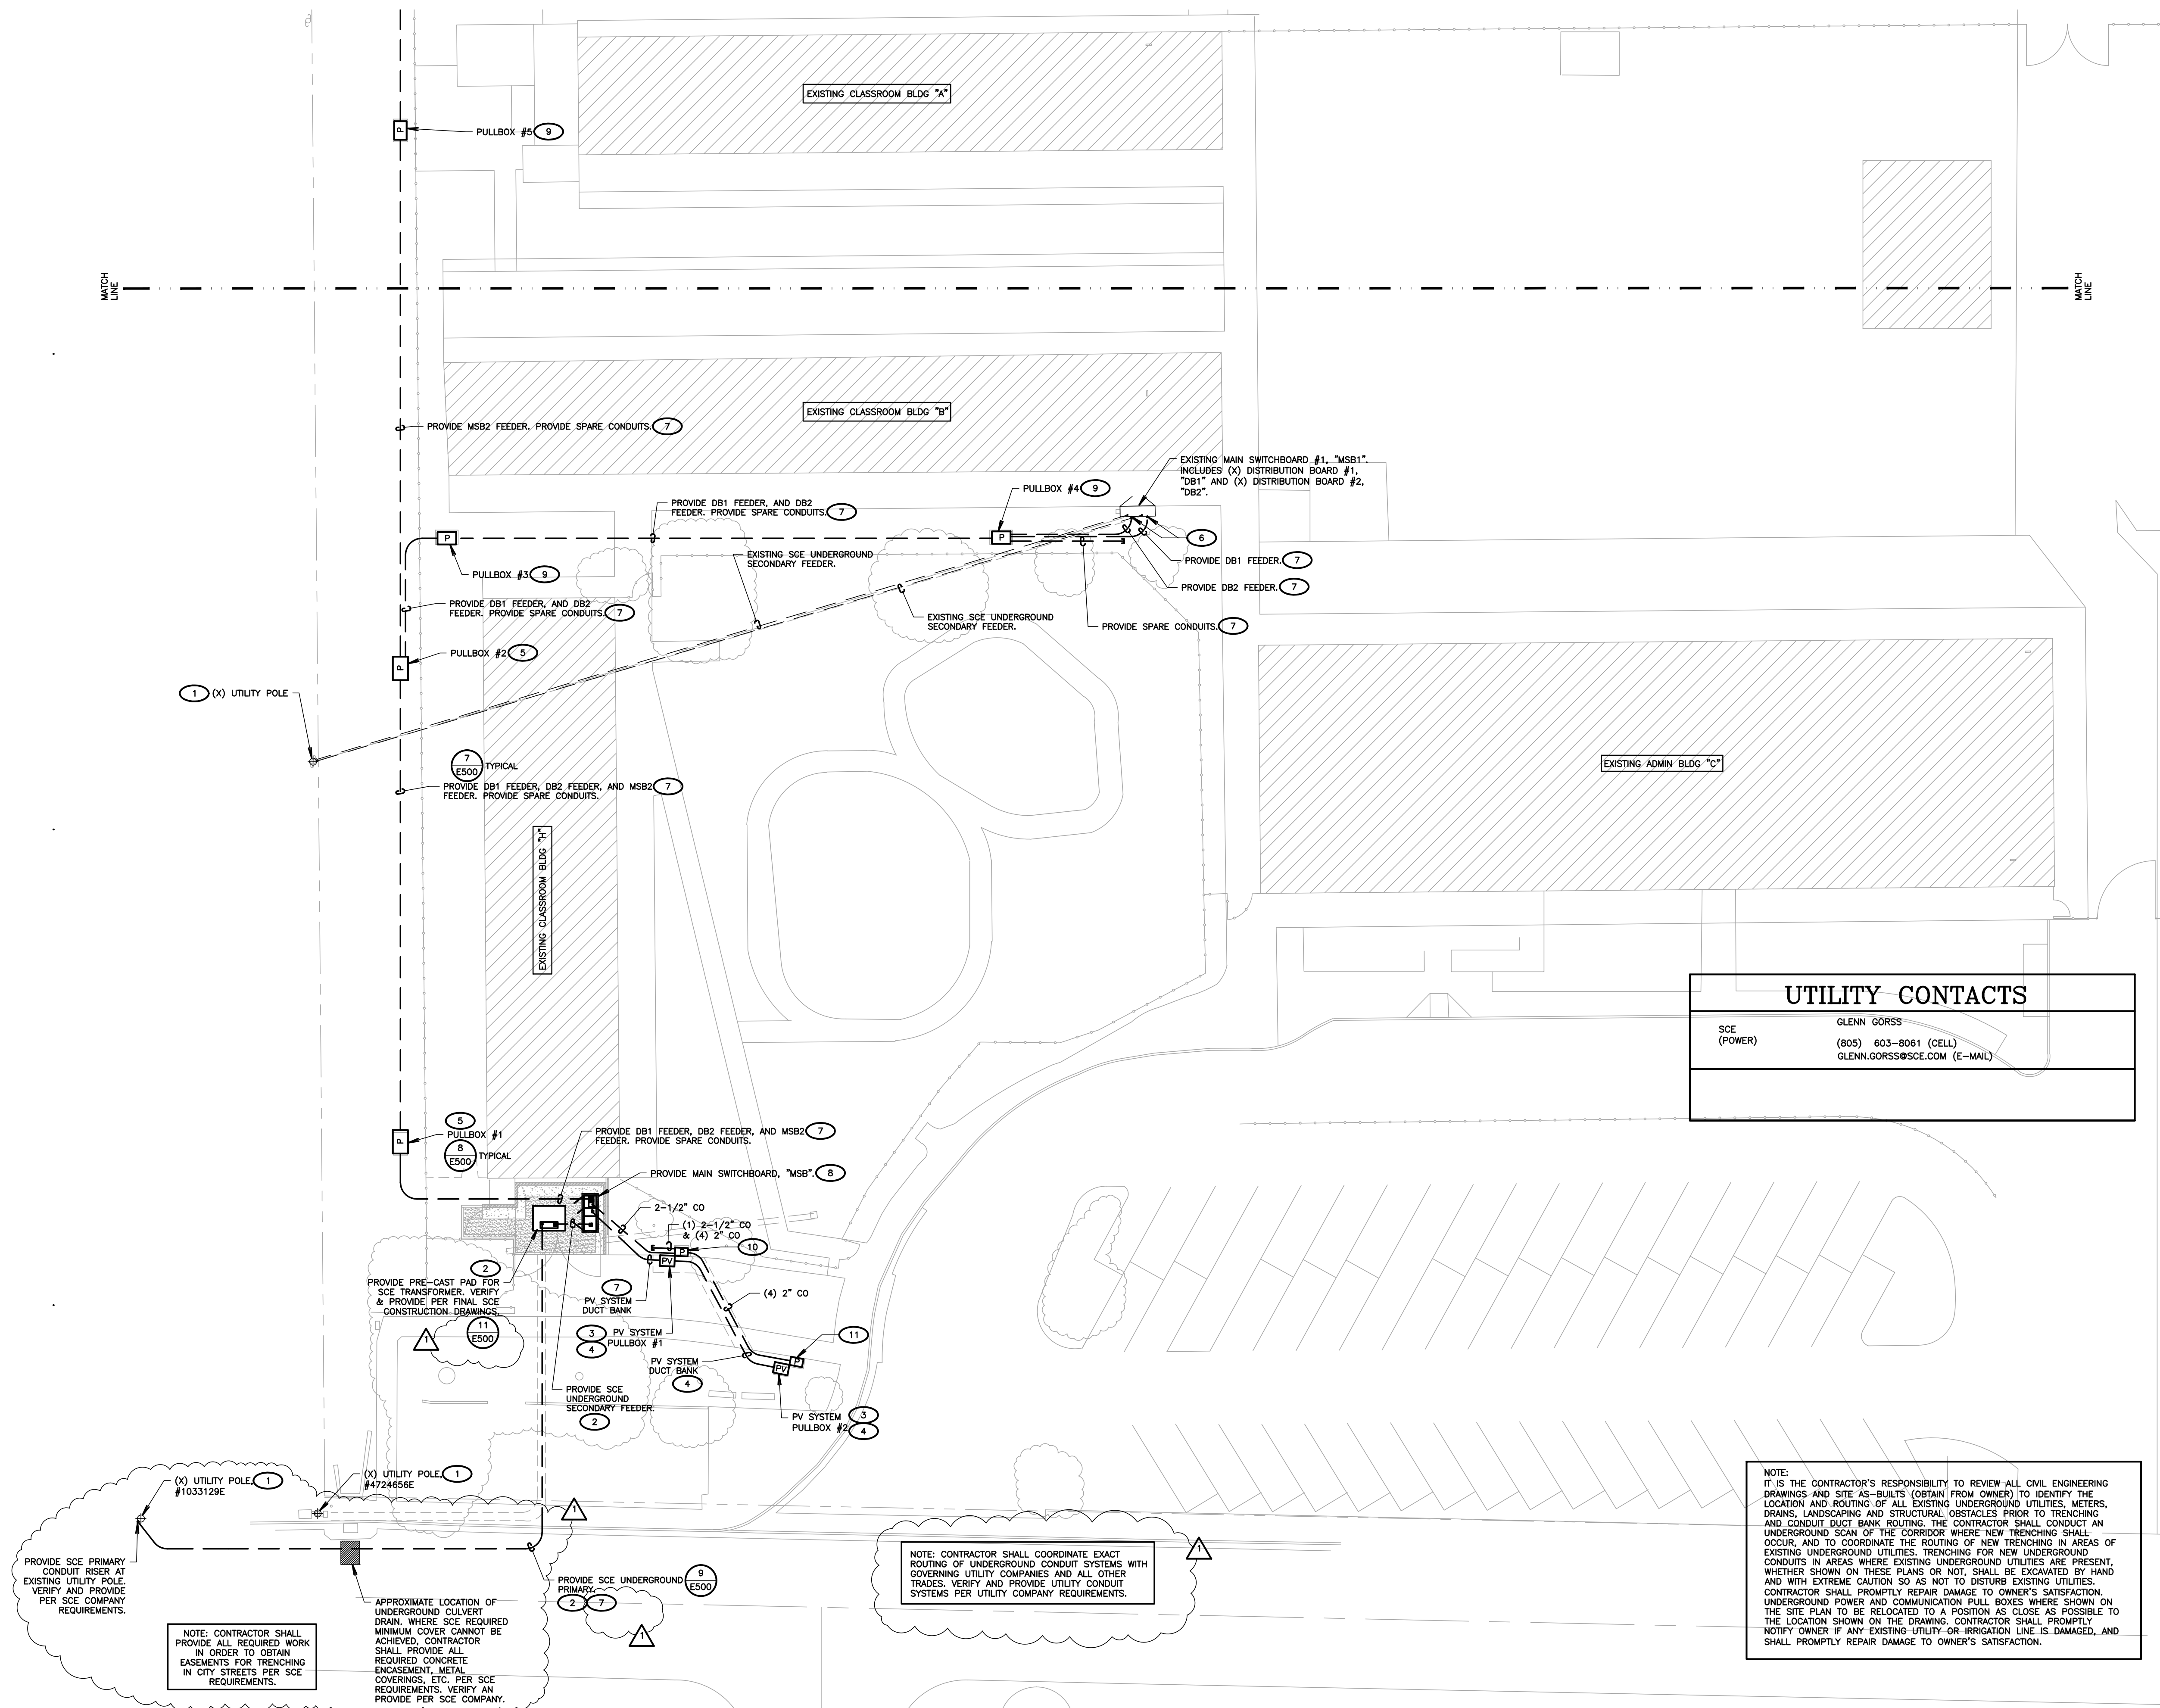 EXISTING CLASSROOM BLDG "A"
P
PULLBOX #5 9
MATCH
LINE
MATCH
LINE
EXISTING CLASSROOM BLDG "B"
PROVIDE MSB2 FEEDER. PROVIDE SPARE CONDUITS. 7
EXISTING MAIN SWITCHBOARD #1, "MSB1".
INCLUDES (X) DISTRIBUTION BOARD #1,
"DB1" AND (X) DISTRIBUTION BOARD #2,
"DB2".
PULLBOX #4 9
PROVIDE DB1 FEEDER, AND DB2
FEEDER. PROVIDE SPARE CONDUITS. 7
P
P
6
EXISTING SCE UNDERGROUND
SECONDARY FEEDER.
PROVIDE DB1 FEEDER. 7
PULLBOX #3 9
PROVIDE DB2 FEEDER. 7
PROVIDE DB1 FEEDER, AND DB2
FEEDER. PROVIDE SPARE CONDUITS. 7
EXISTING SCE UNDERGROUND
SECONDARY FEEDER.
PROVIDE SPARE CONDUITS. 7
P
PULLBOX #2 5
1 (X) UTILITY POLE
7
E500
TYPICAL
EXISTING ADMIN BLDG "C"
PROVIDE DB1 FEEDER, DB2 FEEDER, AND MSB2 7
FEEDER. PROVIDE SPARE CONDUITS.
EXISTING CLASSROOM BLDG "H"
UTILITY CONTACTS
SCE
(POWER)
GLENN GORSS
(805) 603-8061 (CELL)
GLENN.GORSS@SCE.COM (E-MAIL)
5
P
PULLBOX #1
8
E500
TYPICAL
PROVIDE DB1 FEEDER, DB2 FEEDER, AND MSB2 7
FEEDER. PROVIDE SPARE CONDUITS.
PROVIDE MAIN SWITCHBOARD, "MSB". 8
2-1/2" CO
(1) 2-1/2" CO
& (4) 2" CO
10
P
PV
2
PROVIDE PRE-CAST PAD FOR
SCE TRANSFORMER. VERIFY
& PROVIDE PER FINAL SCE
CONSTRUCTION DRAWINGS.
11
E500
1
7
PV SYSTEM
DUCT BANK
(4) 2" CO
3 PV SYSTEM
4 PULLBOX #1
11
PV SYSTEM
DUCT BANK
4
P
PV
PROVIDE SCE
UNDERGROUND
SECONDARY FEEDER.
2
PV SYSTEM 3
PULLBOX #2 4
(X) UTILITY POLE, 1
#1033129E
(X) UTILITY POLE, 1
#4724656E
1
PROVIDE SCE PRIMARY
CONDUIT RISER AT
EXISTING UTILITY POLE.
VERIFY AND PROVIDE
PER SCE COMPANY
REQUIREMENTS.
NOTE: CONTRACTOR SHALL
PROVIDE ALL REQUIRED WORK
IN ORDER TO OBTAIN
EASEMENTS FOR TRENCHING
IN CITY STREETS PER SCE
REQUIREMENTS.
APPROXIMATE LOCATION OF
UNDERGROUND CULVERT
DRAIN. WHERE SCE REQUIRED
MINIMUM COVER CANNOT BE
ACHIEVED, CONTRACTOR
SHALL PROVIDE ALL
REQUIRED CONCRETE
ENCASEMENT, METAL
COVERINGS, ETC. PER SCE
REQUIREMENTS. VERIFY AN
PROVIDE PER SCE COMPANY.
PROVIDE SCE UNDERGROUND
PRIMARY.
9
E500
2 7
1
NOTE: CONTRACTOR SHALL COORDINATE EXACT
ROUTING OF UNDERGROUND CONDUIT SYSTEMS WITH
GOVERNING UTILITY COMPANIES AND ALL OTHER
TRADES. VERIFY AND PROVIDE UTILITY CONDUIT
SYSTEMS PER UTILITY COMPANY REQUIREMENTS.
1
NOTE:
IT IS THE CONTRACTOR'S RESPONSIBILITY TO REVIEW ALL CIVIL ENGINEERING
DRAWINGS AND SITE AS-BUILTS (OBTAIN FROM OWNER) TO IDENTIFY THE
LOCATION AND ROUTING OF ALL EXISTING UNDERGROUND UTILITIES, METERS,
DRAINS, LANDSCAPING AND STRUCTURAL OBSTACLES PRIOR TO TRENCHING
AND CONDUIT DUCT BANK ROUTING. THE CONTRACTOR SHALL CONDUCT AN
UNDERGROUND SCAN OF THE CORRIDOR WHERE NEW TRENCHING SHALL
OCCUR, AND TO COORDINATE THE ROUTING OF NEW TRENCHING IN AREAS OF
EXISTING UNDERGROUND UTILITIES. TRENCHING FOR NEW UNDERGROUND
CONDUITS IN AREAS WHERE EXISTING UNDERGROUND UTILITIES ARE PRESENT,
WHETHER SHOWN ON THESE PLANS OR NOT, SHALL BE EXCAVATED BY HAND
AND WITH EXTREME CAUTION SO AS NOT TO DISTURB EXISTING UTILITIES.
CONTRACTOR SHALL PROMPTLY REPAIR DAMAGE TO OWNER'S SATISFACTION.
UNDERGROUND POWER AND COMMUNICATION PULL BOXES WHERE SHOWN ON
THE SITE PLAN TO BE RELOCATED TO A POSITION AS CLOSE AS POSSIBLE TO
THE LOCATION SHOWN ON THE DRAWING. CONTRACTOR SHALL PROMPTLY
NOTIFY OWNER IF ANY EXISTING UTILITY OR IRRIGATION LINE IS DAMAGED, AND
SHALL PROMPTLY REPAIR DAMAGE TO OWNER'S SATISFACTION.